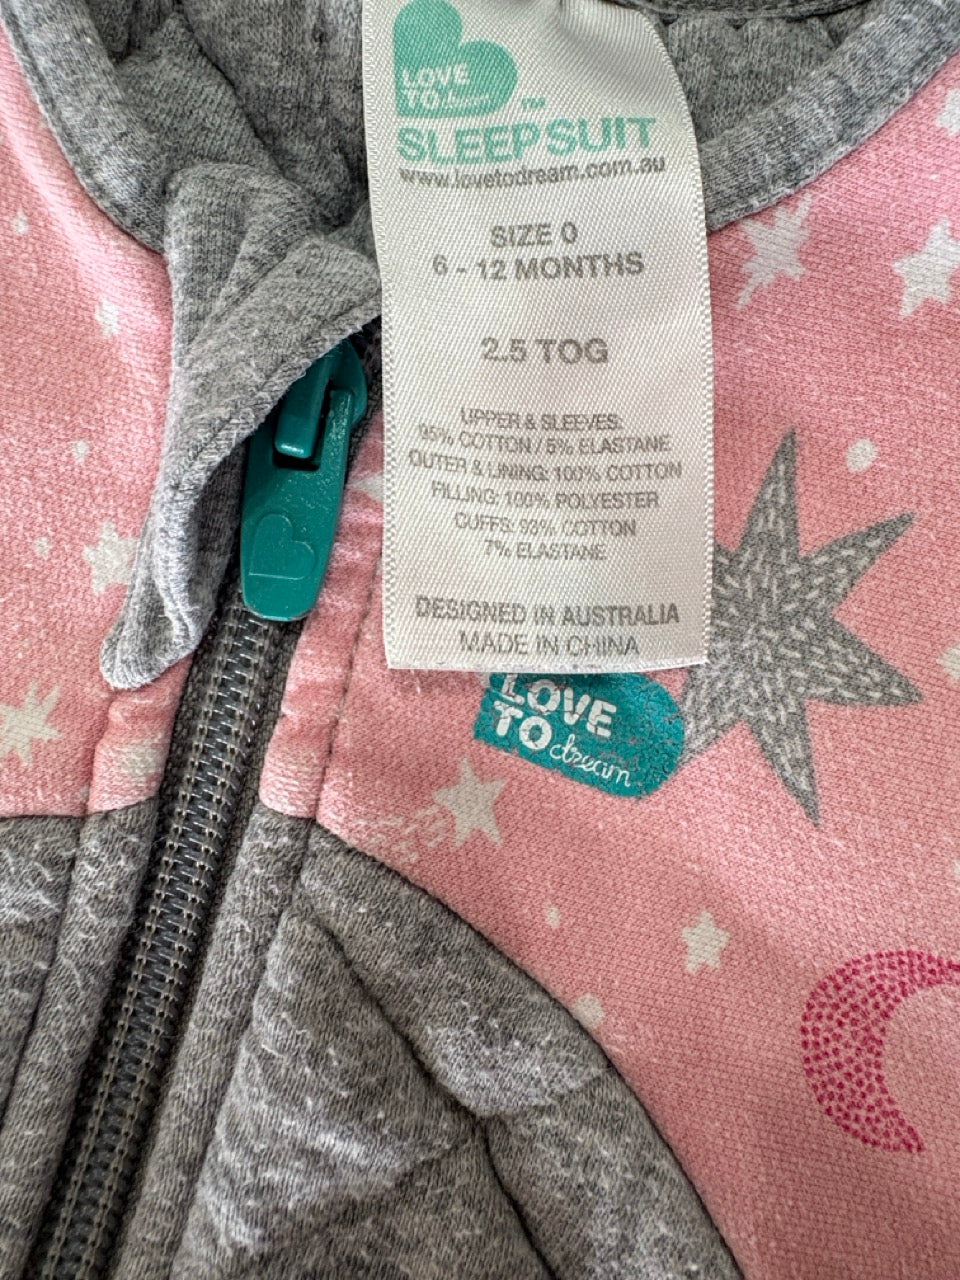 LOVE
TO dream
™
SLEEPSUIT
www.lovetodream.com.au
SIZE 0
6 - 12 MONTHS
2.5 TOG
UPPER & SLEEVES:
95% COTTON / 5% ELASTANE
OUTER & LINING: 100% COTTON
FILLING: 100% POLYESTER
CUFFS: 93% COTTON
7% ELASTANE
DESIGNED IN AUSTRALIA
MADE IN CHINA
LOVE
TO dream